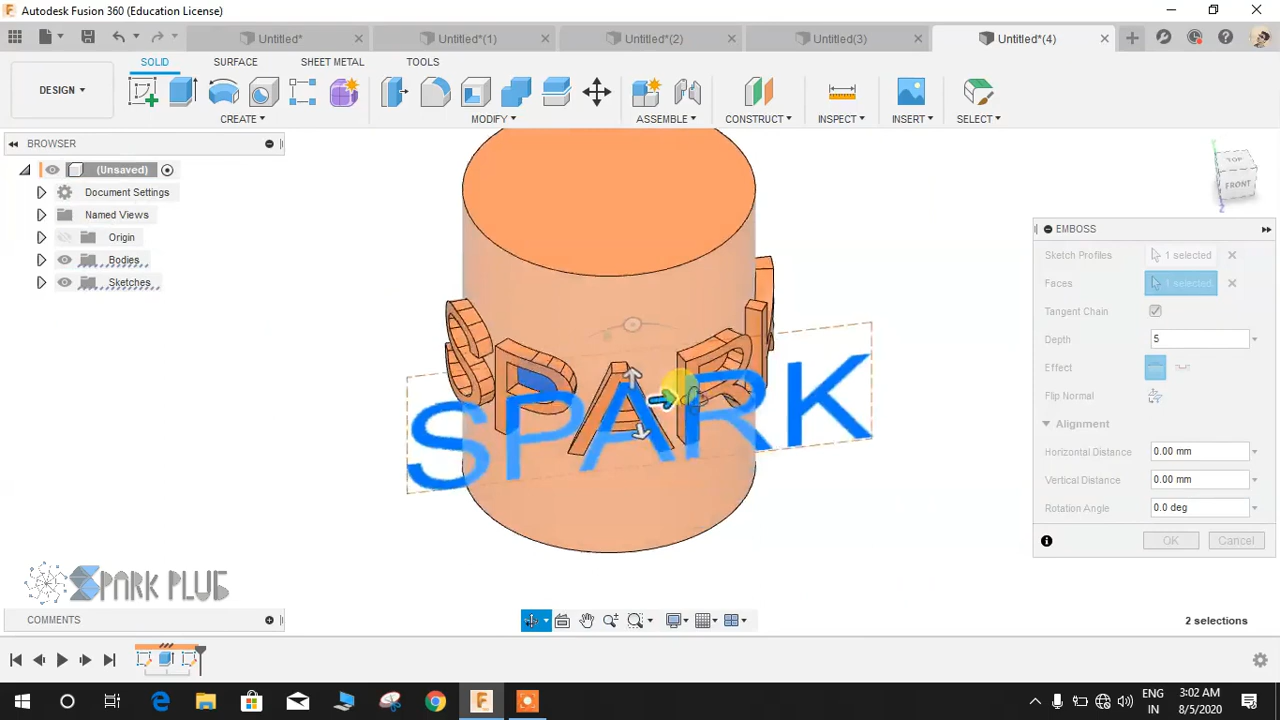 Autodesk Fusion 360 (Education License)
Untitled*
Untitled*(1)
Untitled*(2)
Untitled(3)
Untitled*(4)
SOLID
SURFACE
SHEET METAL
TOOLS
DESIGN
CREATE
MODIFY
ASSEMBLE
CONSTRUCT
INSPECT
INSERT
SELECT
BROWSER
(Unsaved)
Document Settings
Named Views
Origin
Bodies
Sketches
TOP
FRONT
Y
Z
SPARK
SPARK
EMBOSS
Sketch Profiles 1 selected
Faces 1 selected
Tangent Chain
Depth 5
Effect
Flip Normal
Alignment
Horizontal Distance 0.00 mm
Vertical Distance 0.00 mm
Rotation Angle 0.0 deg
OK Cancel
SPARK PLUG
COMMENTS
2 selections
ENG
IN
3:02 AM
8/5/2020